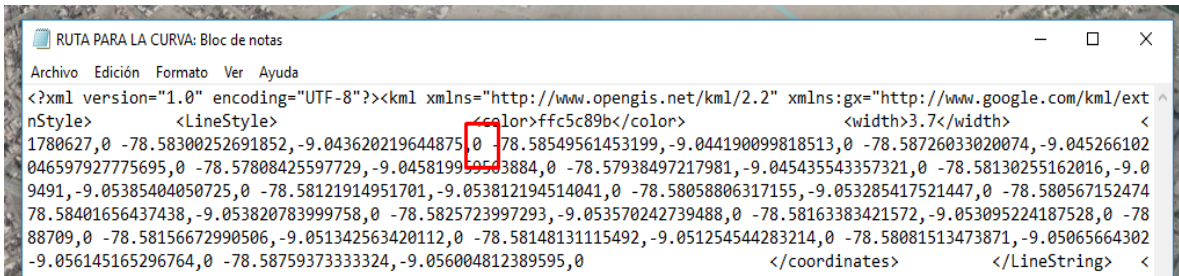 RUTA PARA LA CURVA: Bloc de notas
Archivo Edición Formato Ver Ayuda
<?xml version="1.0" encoding="UTF-8"?><kml xmlns="http://www.opengis.net/kml/2.2" xmlns:gx="http://www.google.com/kml/ext
nStyle> <LineStyle> <color>ffc5c89b</color> <width>3.7</width> <
1780627,0 -78.58300252691852,-9.043620219644875,0 -78.58549561453199,-9.044190099818513,0 -78.58726033020074,-9.045266102
046597927775695,0 -78.57808425597729,-9.045819999563884,0 -78.57938497217981,-9.045435543357321,0 -78.58130255162016,-9.0
9491,-9.05385404050725,0 -78.58121914951701,-9.053812194514041,0 -78.58058806317155,-9.053285417521447,0 -78.580567152474
78.58401656437438,-9.053820783999758,0 -78.5825723997293,-9.053570242739488,0 -78.58163383421572,-9.053095224187528,0 -78
88709,0 -78.58156672990506,-9.051342563420112,0 -78.58148131115492,-9.051254544283214,0 -78.58081513473871,-9.05065664302
-9.056145165296764,0 -78.58759373333324,-9.056004812389595,0 </coordinates> </LineString> <